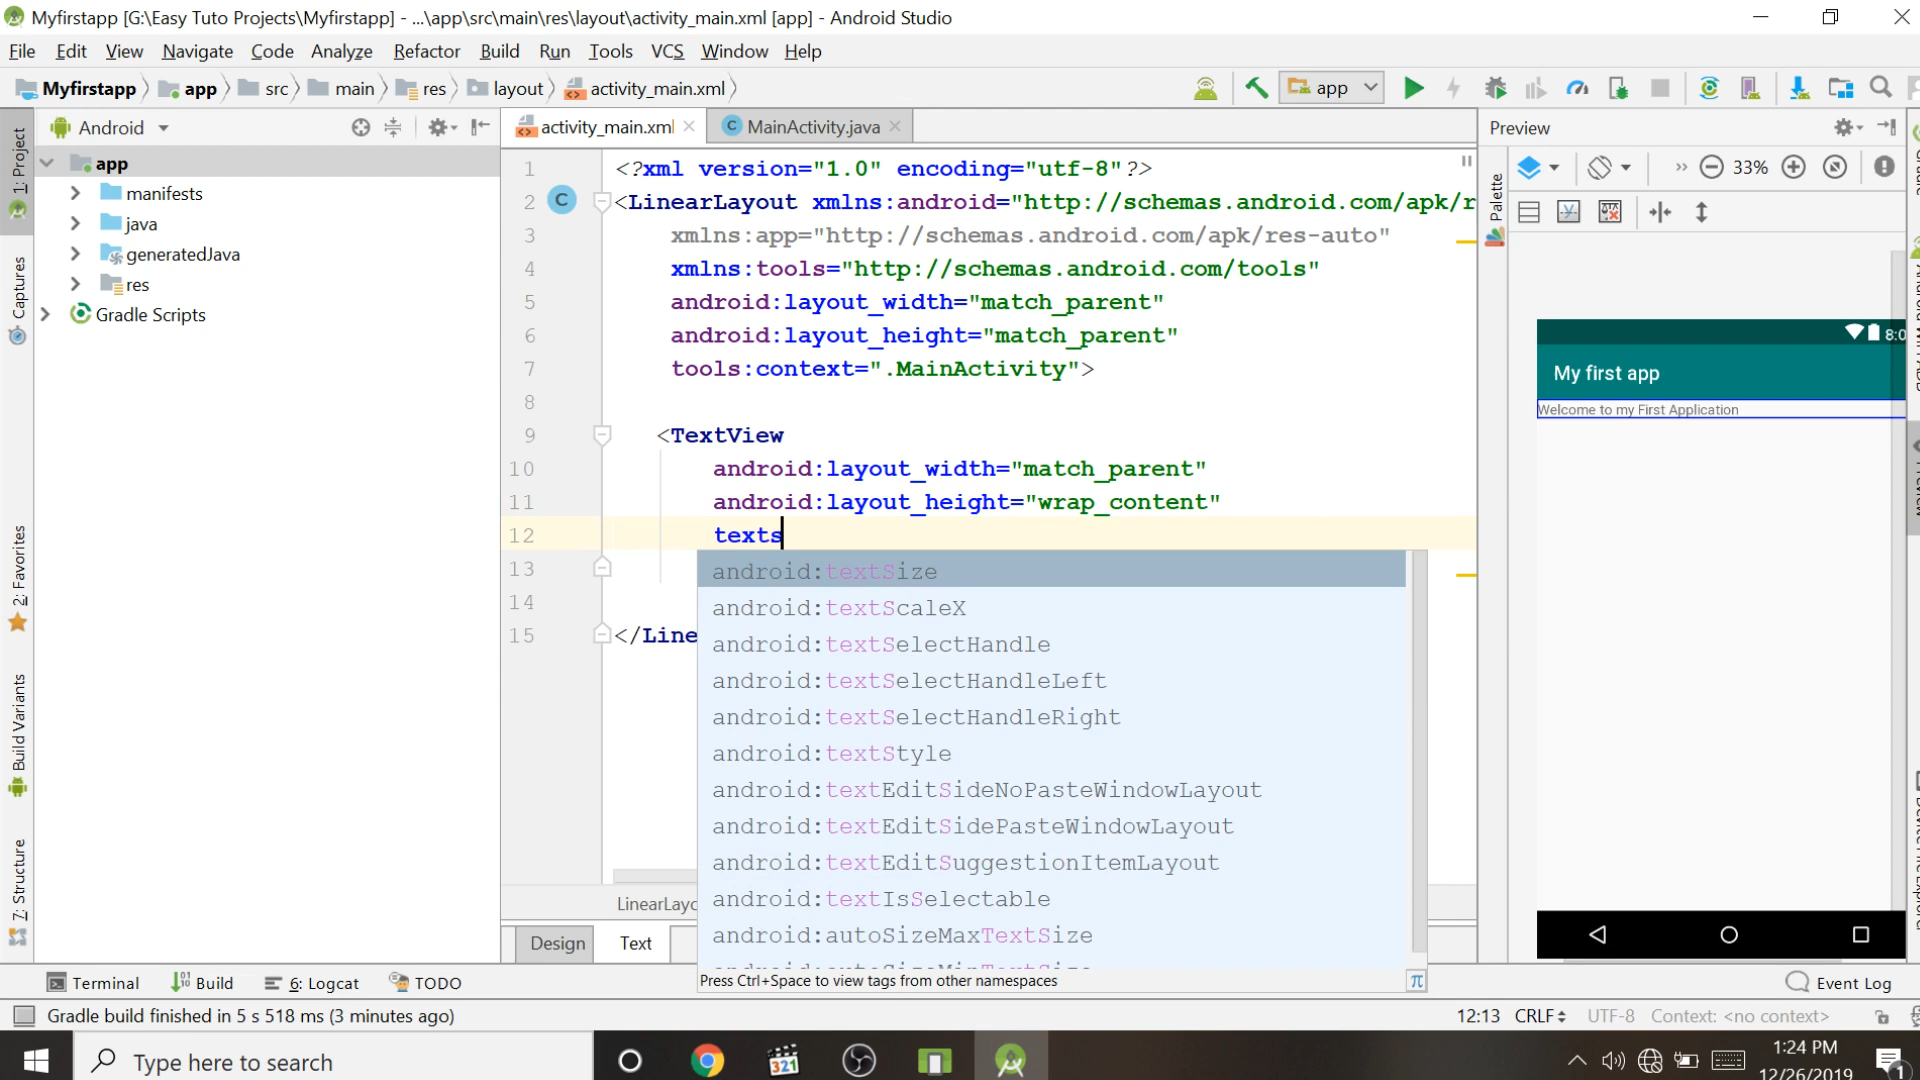 Myfirstapp [G:\Easy Tuto Projects\Myfirstapp] - ...\app\src\main\res\layout\activity_main.xml [app] - Android Studio
File Edit View Navigate Code Analyze Refactor Build Run Tools VCS Window Help
Myfirstapp app src main res layout activity_main.xml
app
1: Project
Captures
2: Favorites
Build Variants
7: Structure
Android
app
manifests
java
generatedJava
res
Gradle Scripts
activity_main.xml MainActivity.java
1 <?xml version="1.0" encoding="utf-8"?>
2 <LinearLayout xmlns:android="http://schemas.android.com/apk/r
3 xmlns:app="http://schemas.android.com/apk/res-auto"
4 xmlns:tools="http://schemas.android.com/tools"
5 android:layout_width="match_parent"
6 android:layout_height="match_parent"
7 tools:context=".MainActivity">
8
9 <TextView
10 android:layout_width="match_parent"
11 android:layout_height="wrap_content"
12 texts
13
14
15 </Line
android:textSize
android:textScaleX
android:textSelectHandle
android:textSelectHandleLeft
android:textSelectHandleRight
android:textStyle
android:textEditSideNoPasteWindowLayout
android:textEditSidePasteWindowLayout
android:textEditSuggestionItemLayout
android:textIsSelectable
android:autoSizeMaxTextSize
Press Ctrl+Space to view tags from other namespaces
LinearLayo
Design Text
Preview
Palette
33%
8:0
My first app
Welcome to my First Application
Terminal Build 6: Logcat TODO
Event Log
Gradle build finished in 5 s 518 ms (3 minutes ago)
12:13 CRLF UTF-8 Context: <no context>
Type here to search
321
1:24 PM
12/26/2019
1